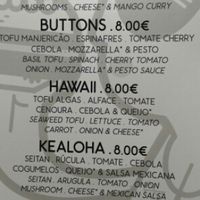 MUSHROOMS . CHEESE* & MANGO CURRY
BUTTONS . 8.00€
TOFU MANJERICÃO . ESPINAFRES . TOMATE CHERRY
CEBOLA . MOZZARELLA* & PESTO
BASIL TOFU . SPINACH . CHERRY TOMATO
ONION . MOZZARELLA* & PESTO SAUCE
HAWAII . 8.00€
TOFU ALGAS . ALFACE . TOMATE
CENOURA . CEBOLA & QUEIJO*
SEAWEED TOFU . LETTUCE . TOMATO
CARROT . ONION & CHEESE*
KEALOHA . 8.00€
SEITAN . RÚCULA . TOMATE . CEBOLA
COGUMELOS . QUEIJO* & SALSA MEXICANA
SEITAN . ARUGULA . TOMATO . ONION
MUSHROOM . CHEESE* & MEXICAN SALSA